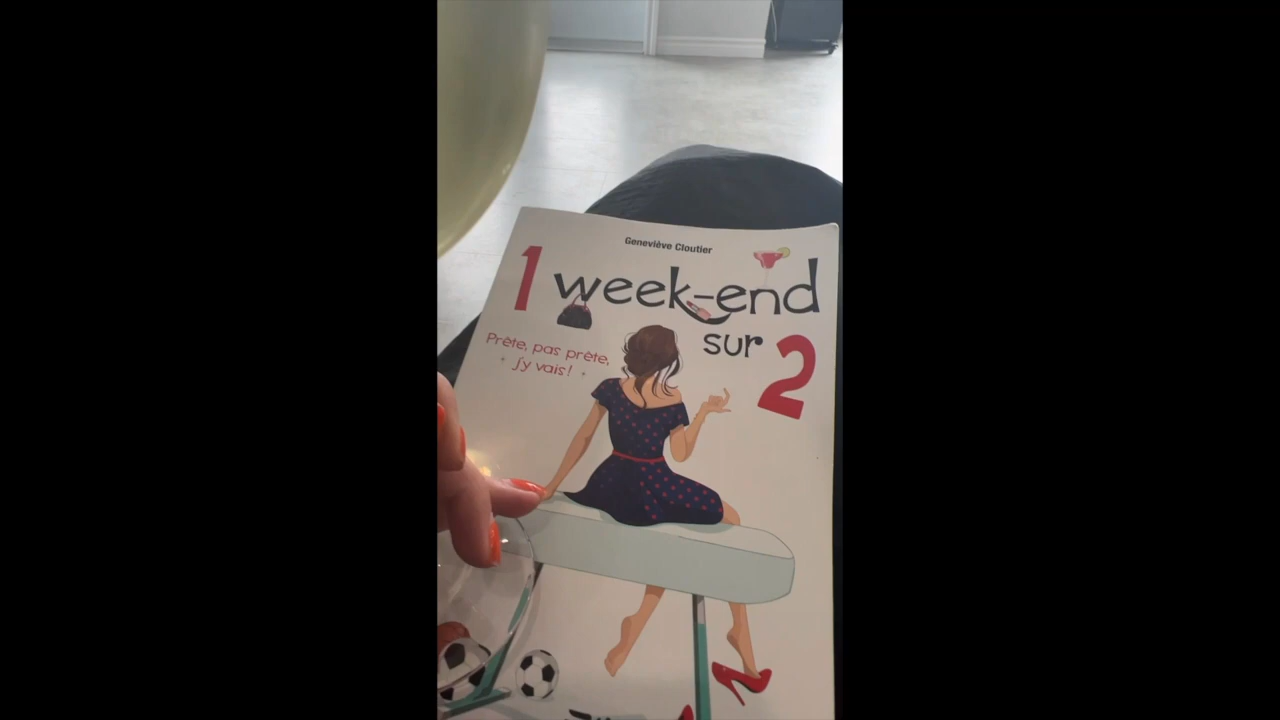 Geneviève Cloutier
1 week-end
sur 2
Prête, pas prête,
j'y vais!